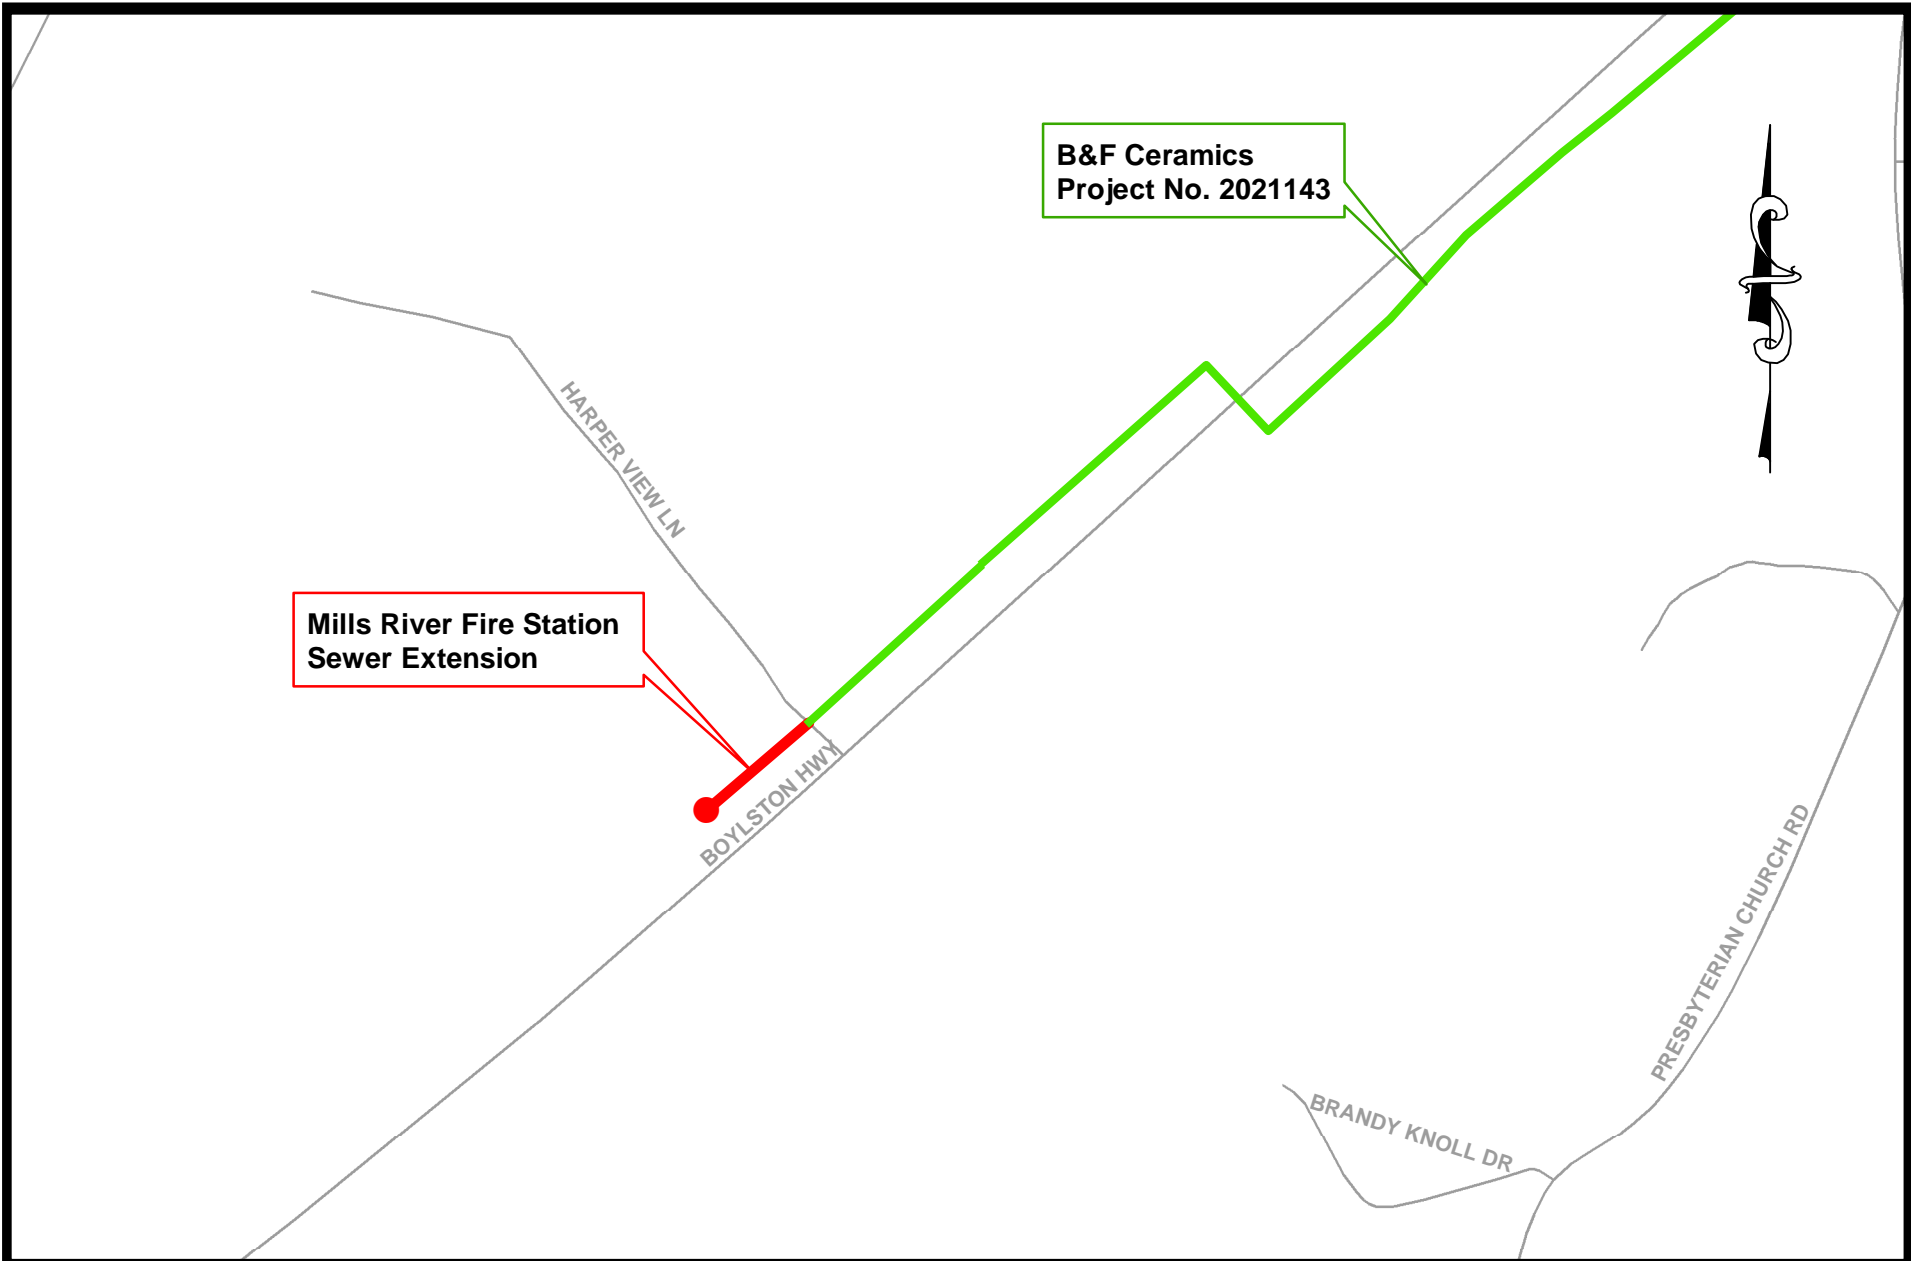 B&F Ceramics
Project No. 2021143
HARPER VIEW LN
Mills River Fire Station
Sewer Extension
BOYLSTON HWY
PRESBYTERIAN CHURCH RD
BRANDY KNOLL DR